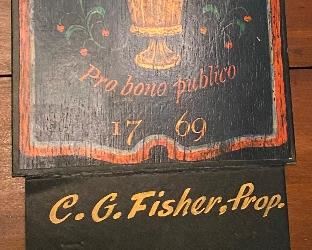 Pro bono publico
17 69
C. G. Fisher, Prop.